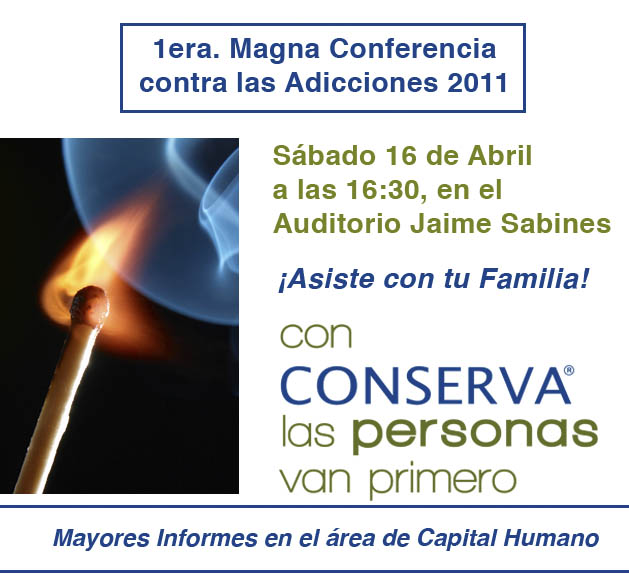 1era. Magna Conferencia
contra las Adicciones 2011
Sábado 16 de Abril
a las 16:30, en el
Auditorio Jaime Sabines
¡Asiste con tu Familia!
con
CONSERVA®
las personas
van primero
Mayores Informes en el área de Capital Humano